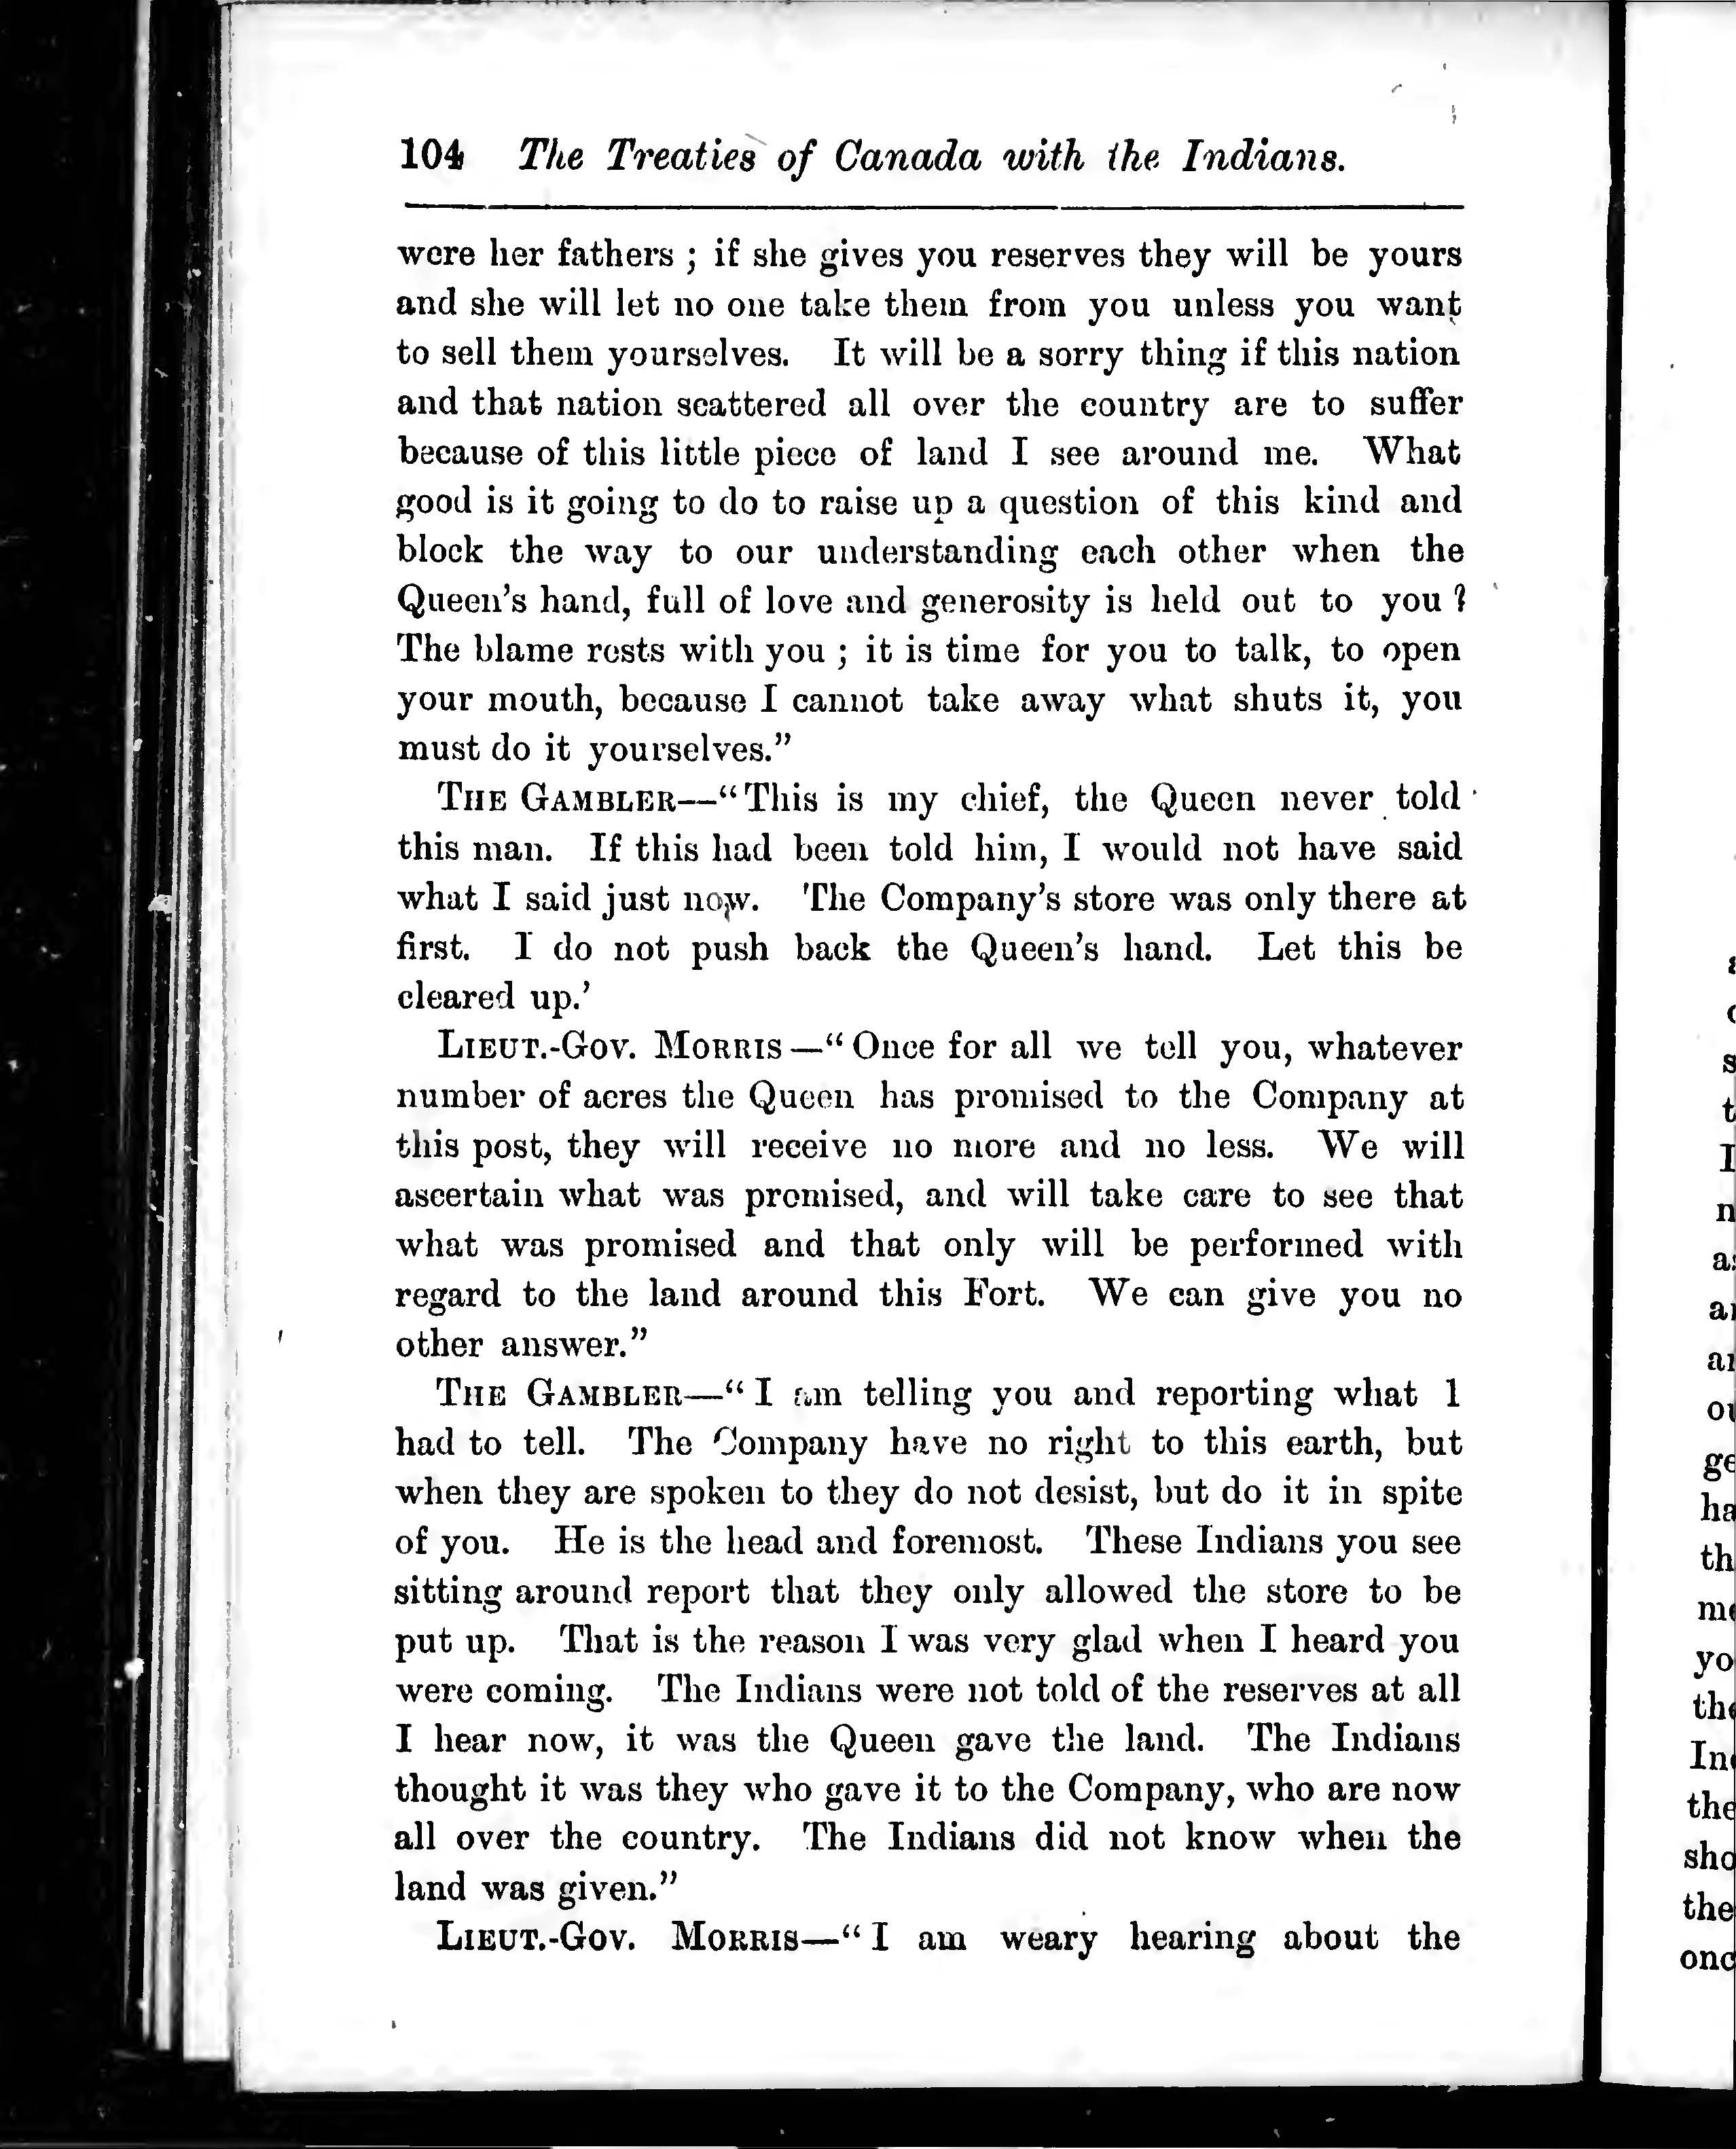 104 The Treaties of Canada with the Indians.
were her fathers ; if she gives you reserves they will be yours
and she will let no one take them from you unless you want
to sell them yourselves. It will be a sorry thing if this nation
and that nation scattered all over the country are to suffer
because of this little piece of land I see around me. What
good is it going to do to raise up a question of this kind and
block the way to our understanding each other when the
Queen's hand, full of love and generosity is held out to you ?
The blame rests with you ; it is time for you to talk, to open
your mouth, because I cannot take away what shuts it, you
must do it yourselves."
THE GAMBLER—"This is my chief, the Queen never told
this man. If this had been told him, I would not have said
what I said just now. The Company's store was only there at
first. I do not push back the Queen's hand. Let this be
cleared up.'
LIEUT.-GOV. MORRIS—"Once for all we tell you, whatever
number of acres the Queen has promised to the Company at
this post, they will receive no more and no less. We will
ascertain what was promised, and will take care to see that
what was promised and that only will be performed with
regard to the land around this Fort. We can give you no
other answer."
THE GAMBLER—"I am telling you and reporting what I
had to tell. The Company have no right to this earth, but
when they are spoken to they do not desist, but do it in spite
of you. He is the head and foremost. These Indians you see
sitting around report that they only allowed the store to be
put up. That is the reason I was very glad when I heard you
were coming. The Indians were not told of the reserves at all
I hear now, it was the Queen gave the land. The Indians
thought it was they who gave it to the Company, who are now
all over the country. The Indians did not know when the
land was given."
LIEUT.-GOV. MORRIS—"I am weary hearing about the